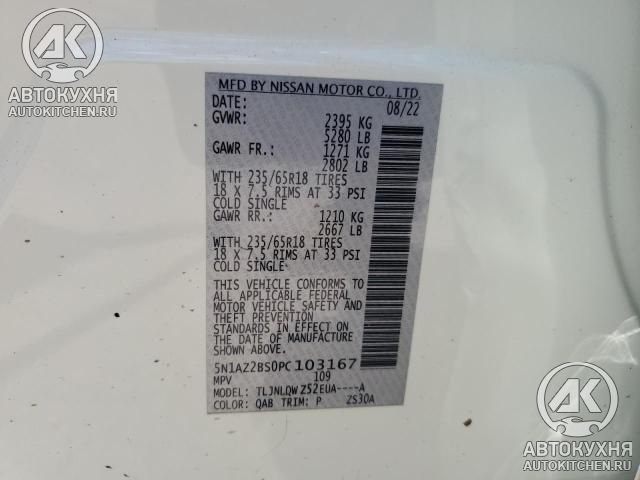 АВТОКУХНЯ
AUTOKITCHEN.RU
АВТОКУХНЯ
AUTOKITCHEN.RU
MFD BY NISSAN MOTOR CO., LTD.
DATE: 08/22
GVWR: 2395 KG
5280 LB
GAWR FR.: 1271 KG
2802 LB
WITH 235/65R18 TIRES
18 X 7.5 RIMS AT 33 PSI
COLD SINGLE
GAWR RR.: 1210 KG
2667 LB
WITH 235/65R18 TIRES
18 X 7.5 RIMS AT 33 PSI
COLD SINGLE
THIS VEHICLE CONFORMS TO
ALL APPLICABLE FEDERAL
MOTOR VEHICLE SAFETY AND
THEFT PREVENTION
STANDARDS IN EFFECT ON
THE DATE OF MANUFACTURE
SHOWN ABOVE.
5N1AZ2BS0PC103167
MPV 109
MODEL: TLJNLQWZ52EUA----A
COLOR: QAB TRIM: P ZS30A
АВТОКУХНЯ
AUTOKITCHEN.RU